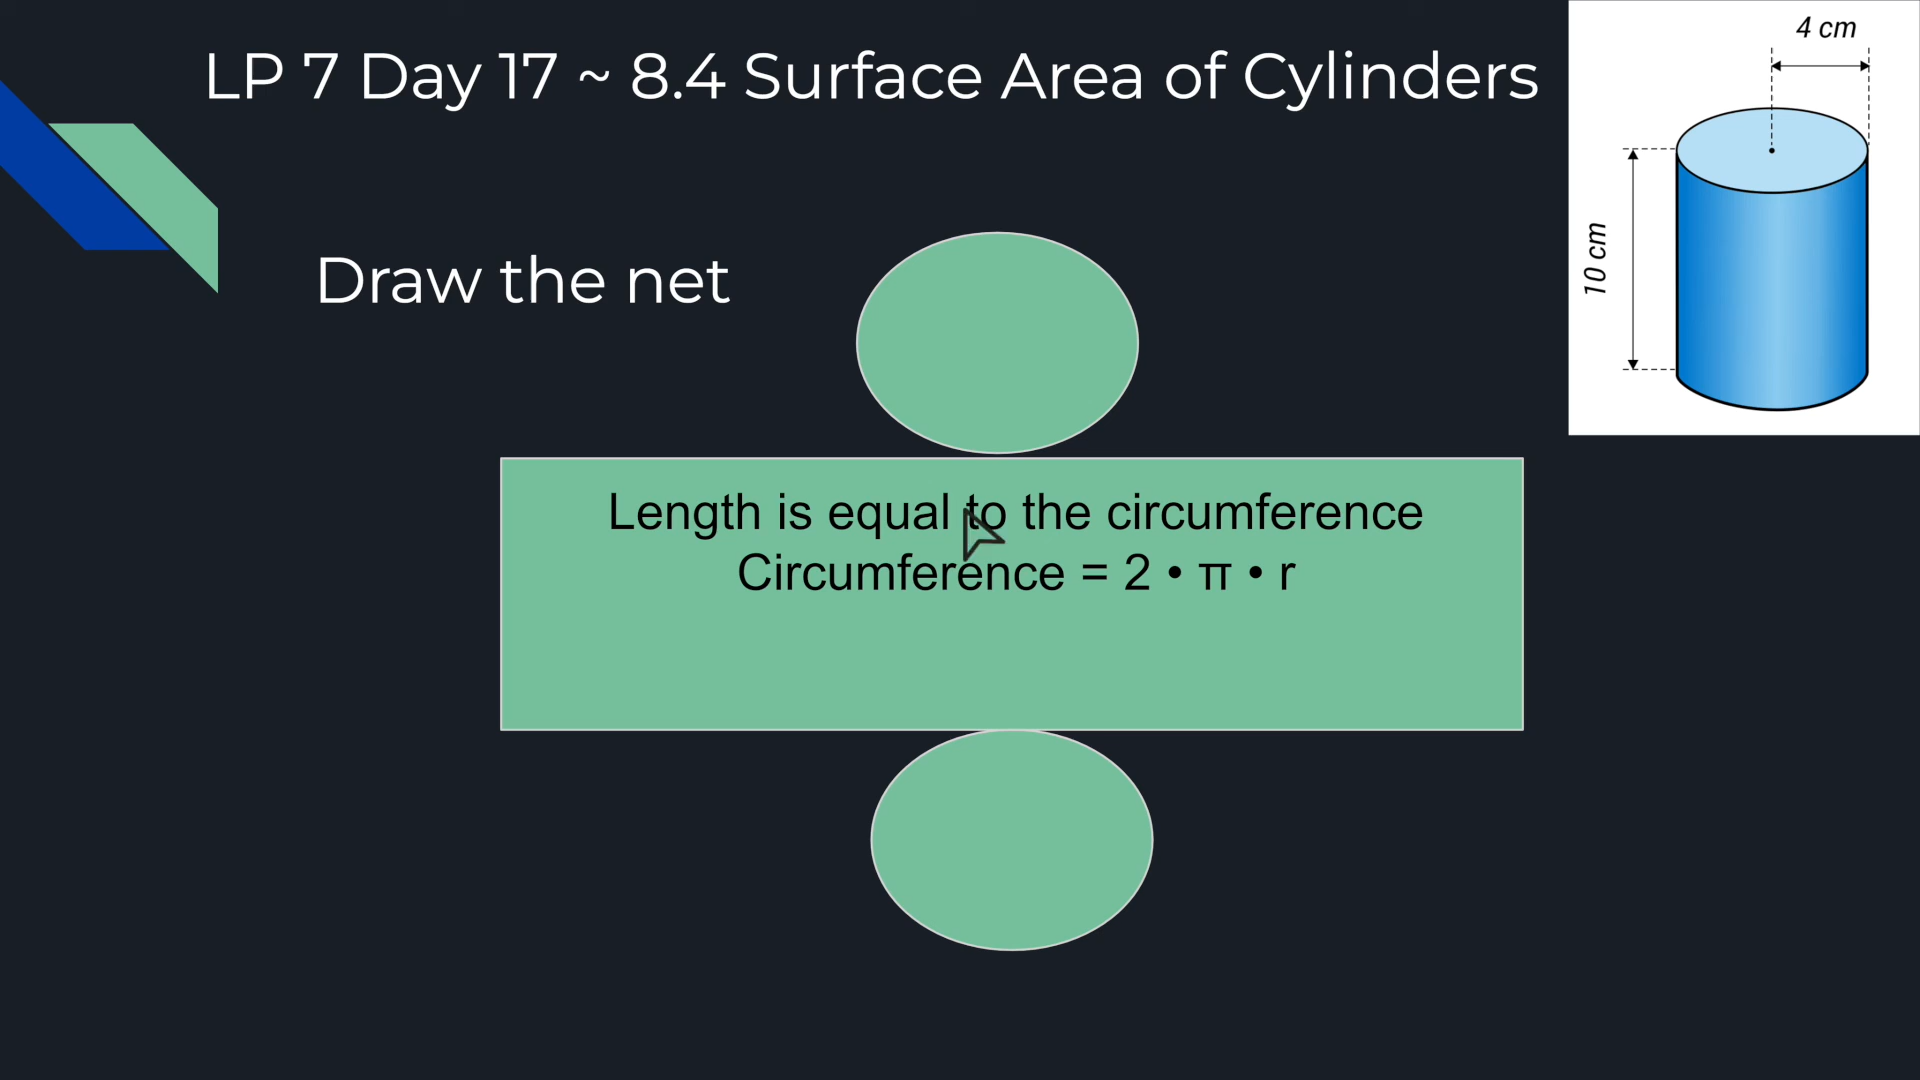 LP 7 Day 17 ~ 8.4 Surface Area of Cylinders
4 cm
10 cm
Draw the net
Length is equal to the circumference
Circumference = 2 • π • r